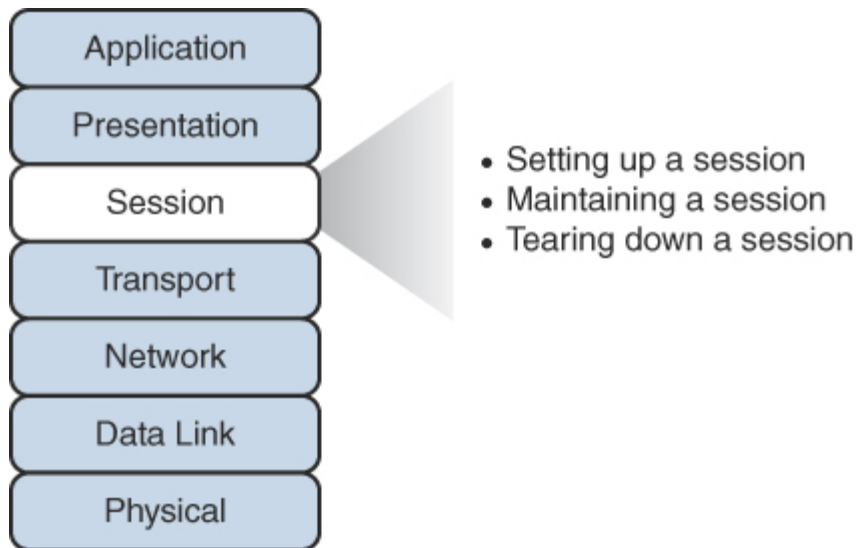 Application
Presentation
Session
Transport
Network
Data Link
Physical
• Setting up a session
• Maintaining a session
• Tearing down a session